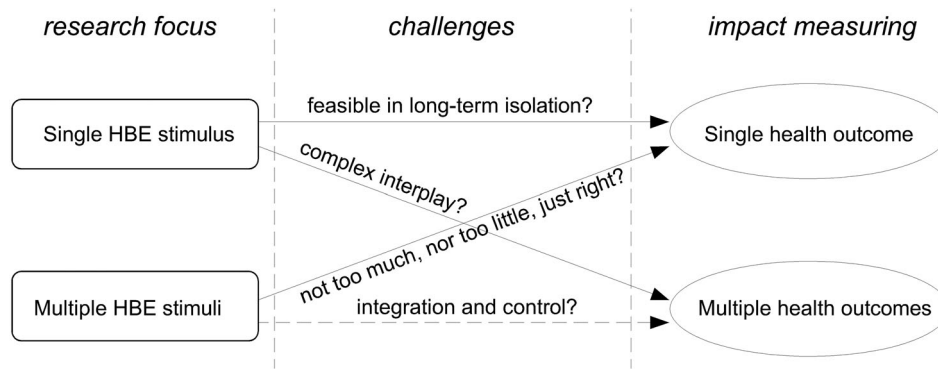 research focus
challenges
impact measuring
Single HBE stimulus
feasible in long-term isolation?
Single health outcome
complex interplay?
not too much, nor too little, just right?
Multiple HBE stimuli
integration and control?
Multiple health outcomes